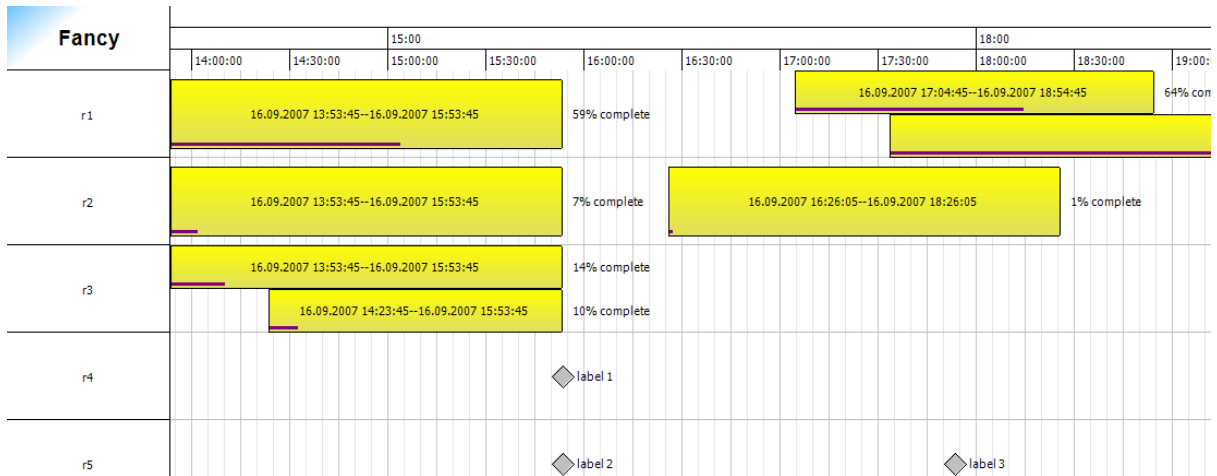 Fancy
15:00
18:00
14:00:00
14:30:00
15:00:00
15:30:00
16:00:00
16:30:00
17:00:00
17:30:00
18:00:00
18:30:00
19:00:
r1
16.09.2007 13:53:45--16.09.2007 15:53:45
59% complete
16.09.2007 17:04:45--16.09.2007 18:54:45
64% com
r2
16.09.2007 13:53:45--16.09.2007 15:53:45
7% complete
16.09.2007 16:26:05--16.09.2007 18:26:05
1% complete
r3
16.09.2007 13:53:45--16.09.2007 15:53:45
14% complete
16.09.2007 14:23:45--16.09.2007 15:53:45
10% complete
r4
label 1
r5
label 2
label 3